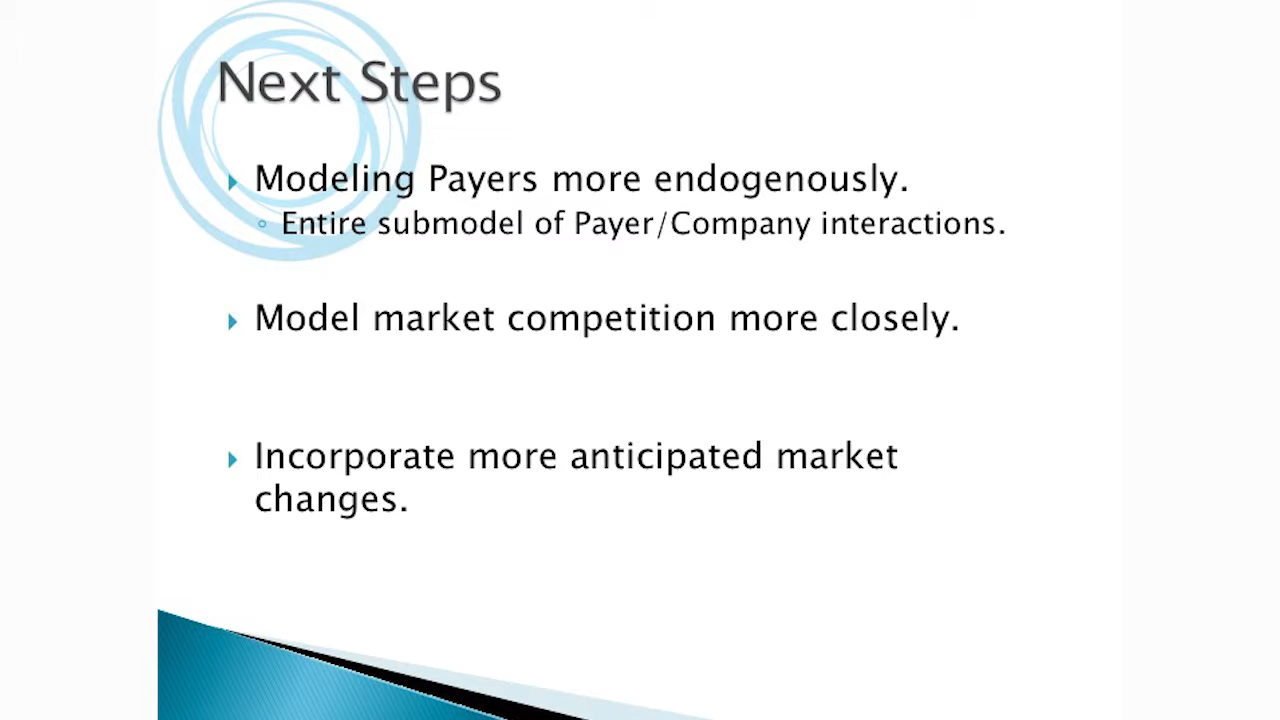 Next Steps
Modeling Payers more endogenously.
Entire submodel of Payer/Company interactions.
Model market competition more closely.
Incorporate more anticipated market
changes.